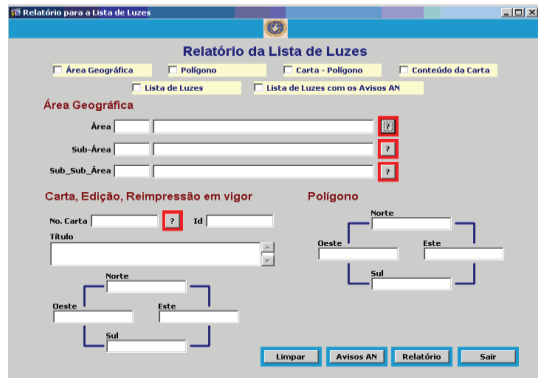 Relatório para a Lista de Luzes
Relatório da Lista de Luzes
Área Geográfica Polígono Carta - Polígono Conteúdo da Carta
Lista de Luzes Lista de Luzes com os Avisos AN
Área Geográfica
Área ?
Sub-Área ?
Sub_Sub_Área ?
Carta, Edição, Reimpressão em vigor
No. Carta ? Id
Título
Norte
Oeste Este
Sul
Polígono
Norte
Oeste Este
Sul
Limpar Avisos AN Relatório Sair